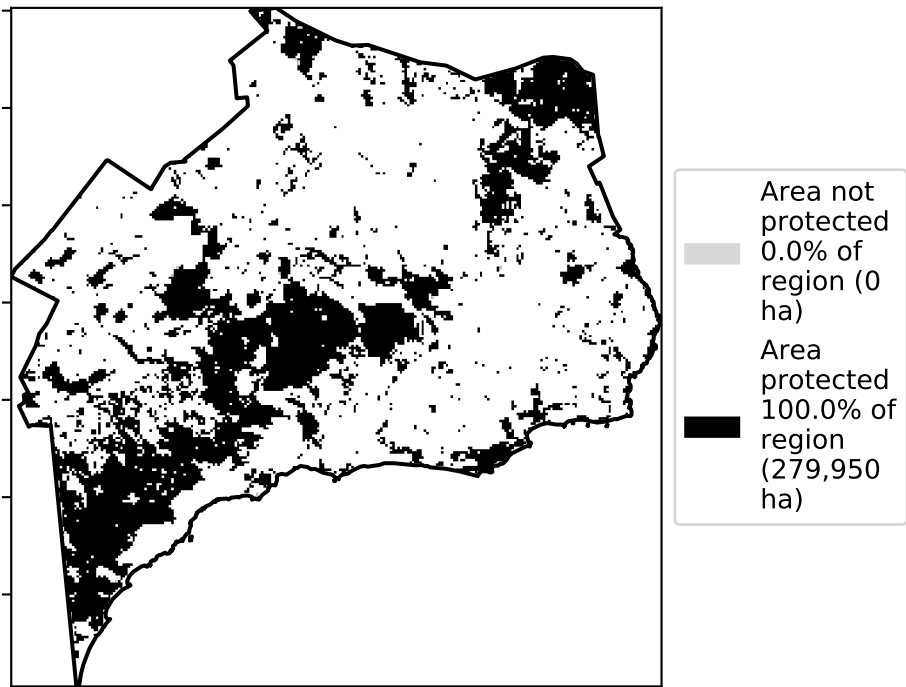 Area not
protected
0.0% of
region (0
ha)
Area
protected
100.0% of
region
(279,950
ha)